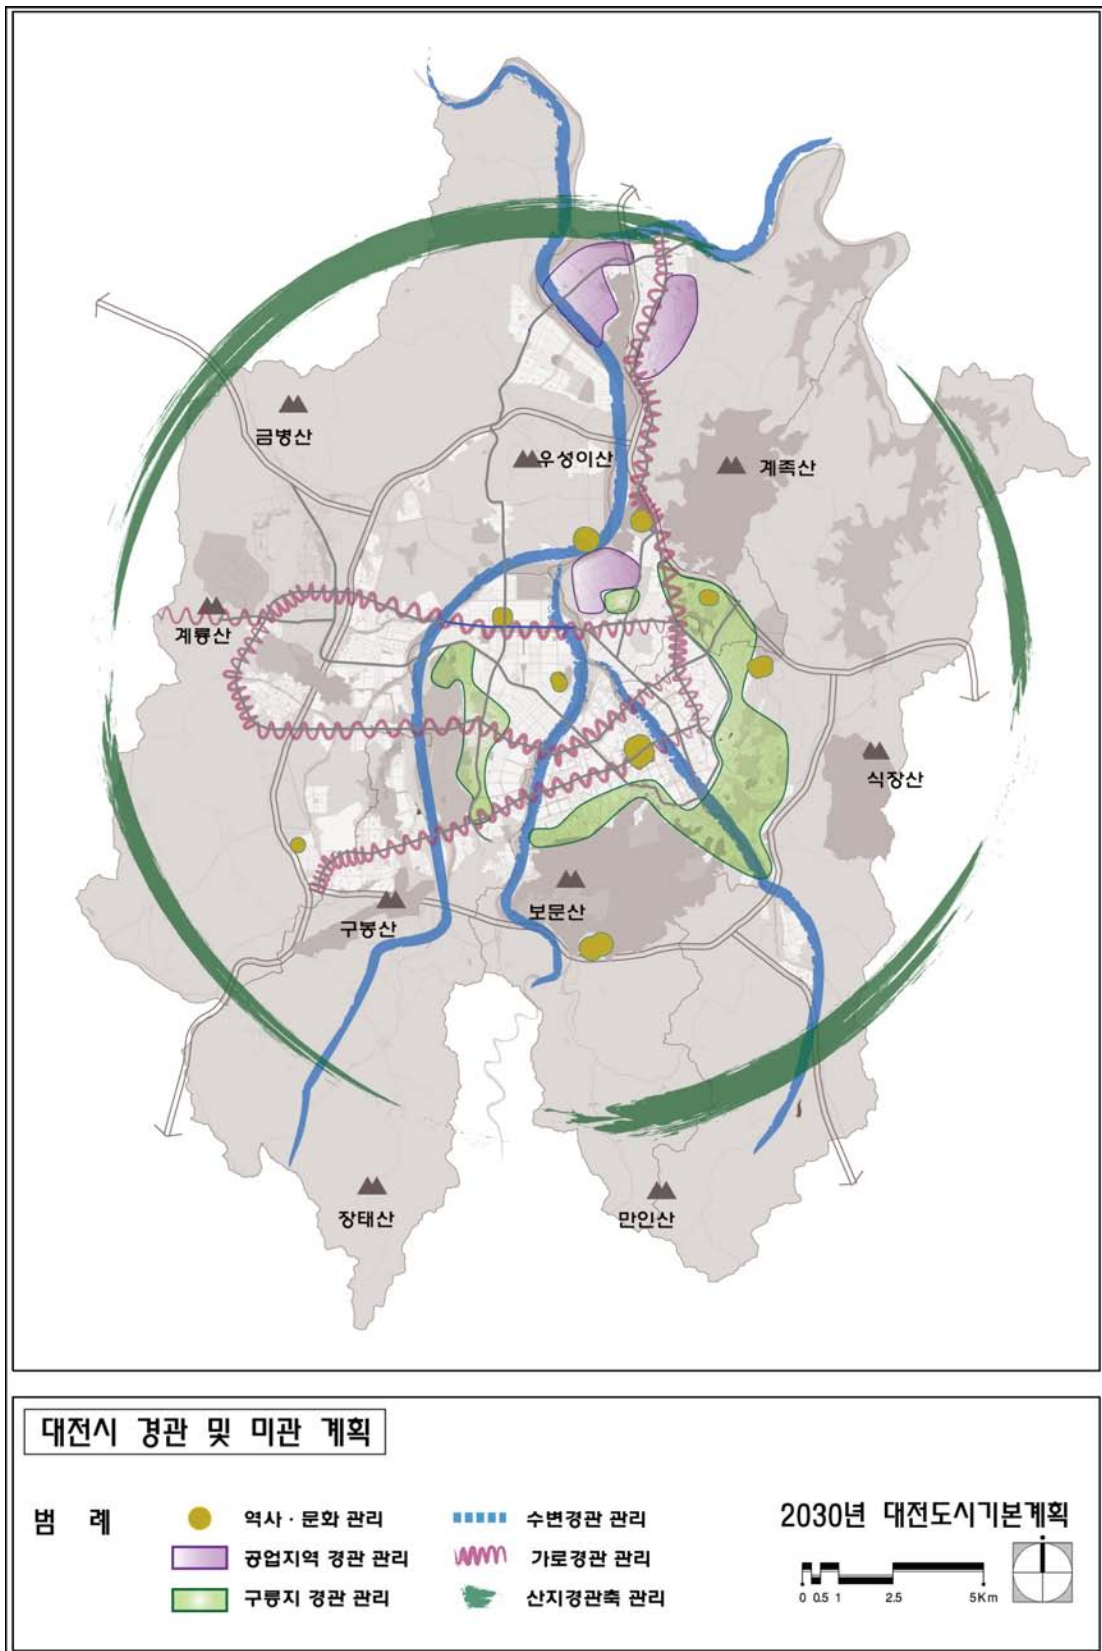 금병산
우성이산
계족산
계룡산
식장산
구봉산
보문산
장태산
만인산
대전시 경관 및 미관 계획
범 례
역사 · 문화 관리
공업지역 경관 관리
구릉지 경관 관리
수변경관 관리
가로경관 관리
산지경관축 관리
2030년 대전도시기본계획
0 0.5 1 2.5 5Km